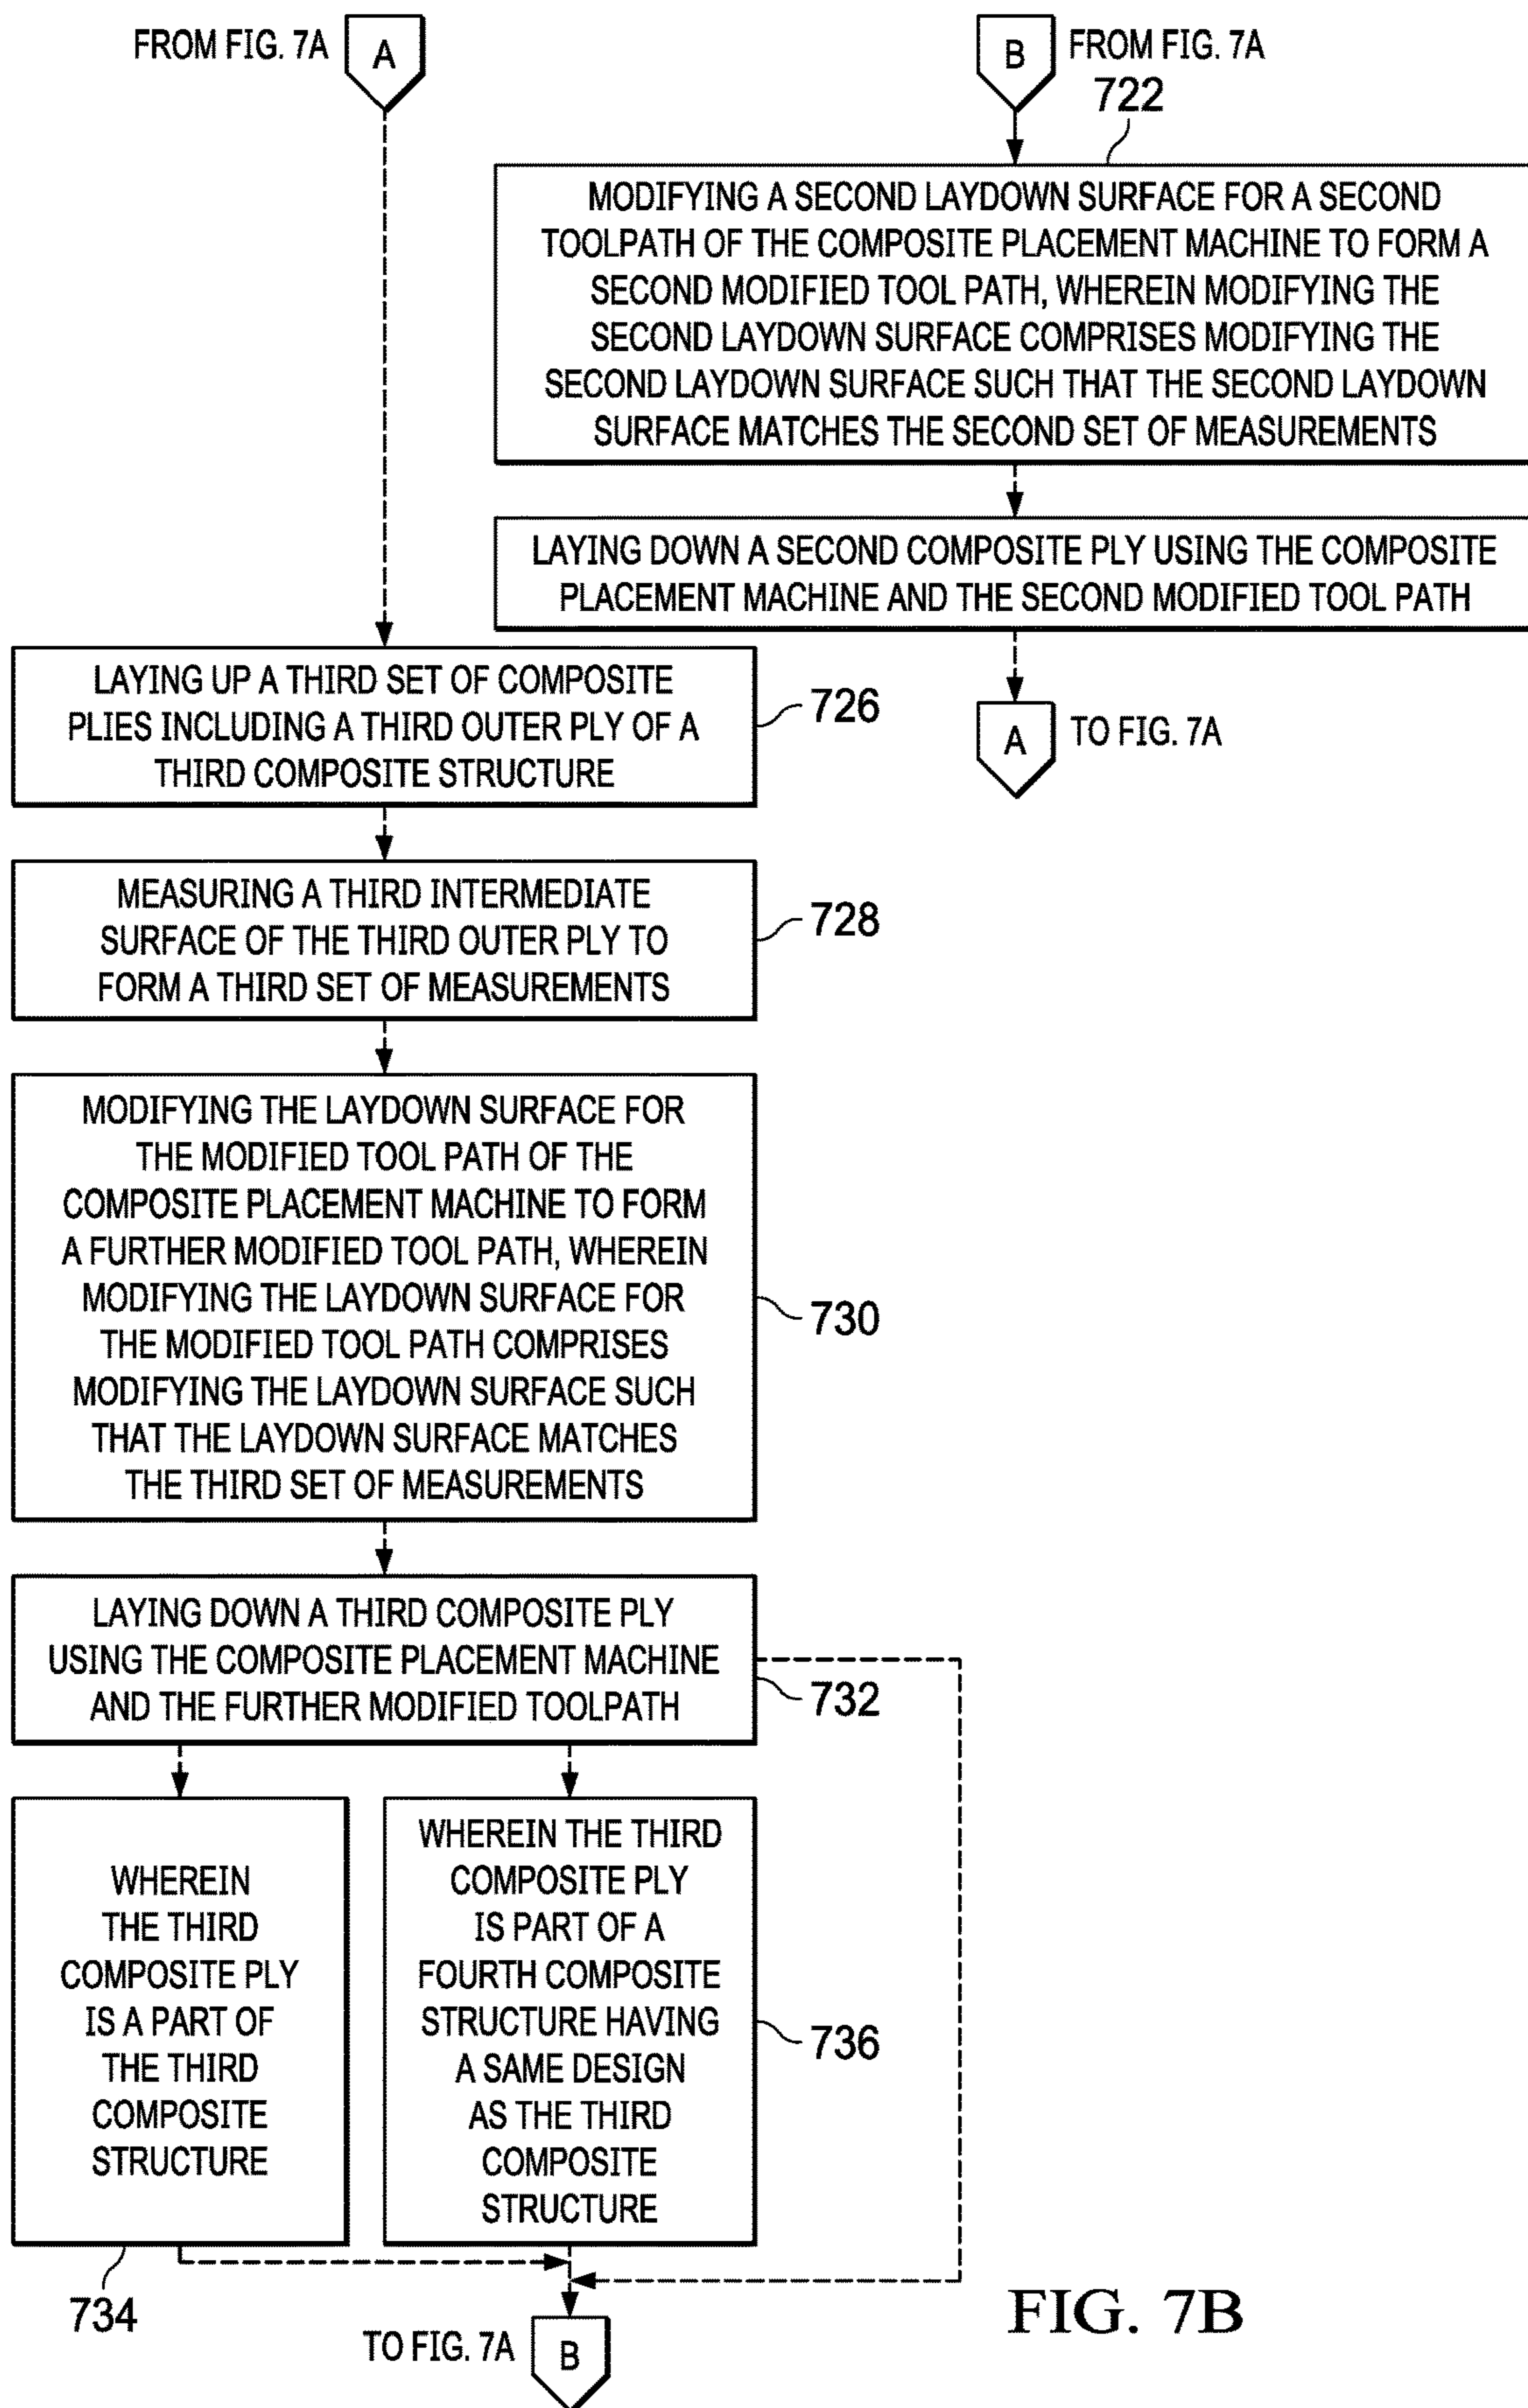 FROM FIG. 7A
A
B
FROM FIG. 7A
722
MODIFYING A SECOND LAYDOWN SURFACE FOR A SECOND
TOOLPATH OF THE COMPOSITE PLACEMENT MACHINE TO FORM A
SECOND MODIFIED TOOL PATH, WHEREIN MODIFYING THE
SECOND LAYDOWN SURFACE COMPRISES MODIFYING THE
SECOND LAYDOWN SURFACE SUCH THAT THE SECOND LAYDOWN
SURFACE MATCHES THE SECOND SET OF MEASUREMENTS
LAYING DOWN A SECOND COMPOSITE PLY USING THE COMPOSITE
PLACEMENT MACHINE AND THE SECOND MODIFIED TOOL PATH
A
TO FIG. 7A
LAYING UP A THIRD SET OF COMPOSITE
PLIES INCLUDING A THIRD OUTER PLY OF A
THIRD COMPOSITE STRUCTURE
726
MEASURING A THIRD INTERMEDIATE
SURFACE OF THE THIRD OUTER PLY TO
FORM A THIRD SET OF MEASUREMENTS
728
MODIFYING THE LAYDOWN SURFACE FOR
THE MODIFIED TOOL PATH OF THE
COMPOSITE PLACEMENT MACHINE TO FORM
A FURTHER MODIFIED TOOL PATH, WHEREIN
MODIFYING THE LAYDOWN SURFACE FOR
THE MODIFIED TOOL PATH COMPRISES
MODIFYING THE LAYDOWN SURFACE SUCH
THAT THE LAYDOWN SURFACE MATCHES
THE THIRD SET OF MEASUREMENTS
730
LAYING DOWN A THIRD COMPOSITE PLY
USING THE COMPOSITE PLACEMENT MACHINE
AND THE FURTHER MODIFIED TOOLPATH
732
WHEREIN
THE THIRD
COMPOSITE PLY
IS A PART OF
THE THIRD
COMPOSITE
STRUCTURE
734
WHEREIN THE THIRD
COMPOSITE PLY
IS PART OF A
FOURTH COMPOSITE
STRUCTURE HAVING
A SAME DESIGN
AS THE THIRD
COMPOSITE
STRUCTURE
736
TO FIG. 7A
B
FIG. 7B